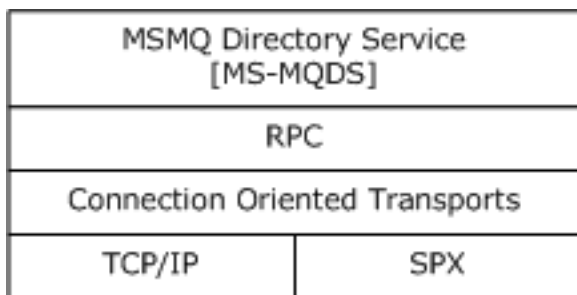 MSMQ Directory Service
[MS-MQDS]
RPC
Connection Oriented Transports
TCP/IP
SPX